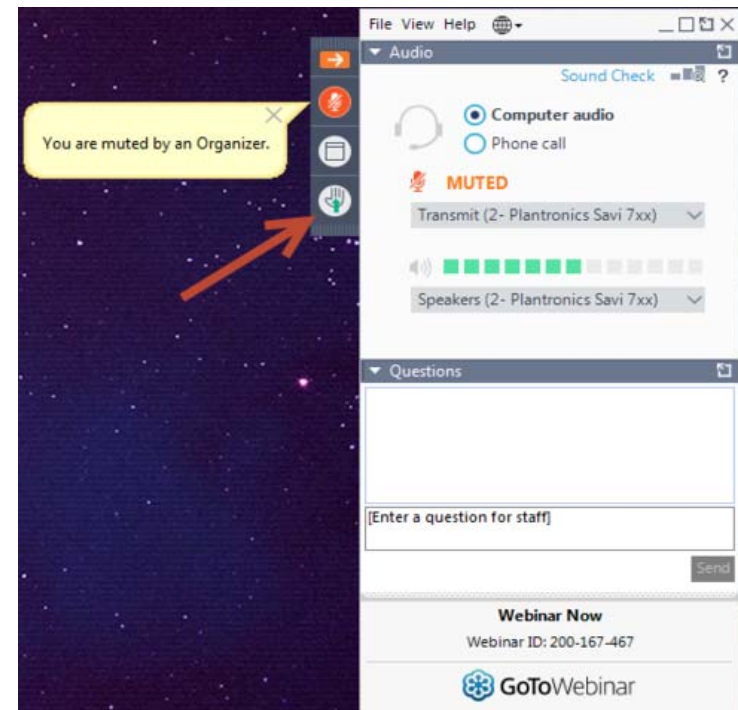 File View Help
Audio
Sound Check ?
Computer audio
Phone call
You are muted by an Organizer.
MUTED
Transmit (2- Plantronics Savi 7xx)
Speakers (2- Plantronics Savi 7xx)
Questions
[Enter a question for staff]
Send
Webinar Now
Webinar ID: 200-167-467
GoToWebinar